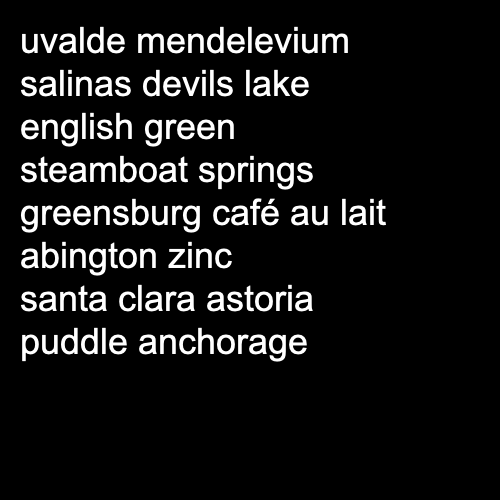 uvalde mendelevium
salinas devils lake
english green
steamboat springs
greensburg café au lait
abington zinc
santa clara astoria
puddle anchorage